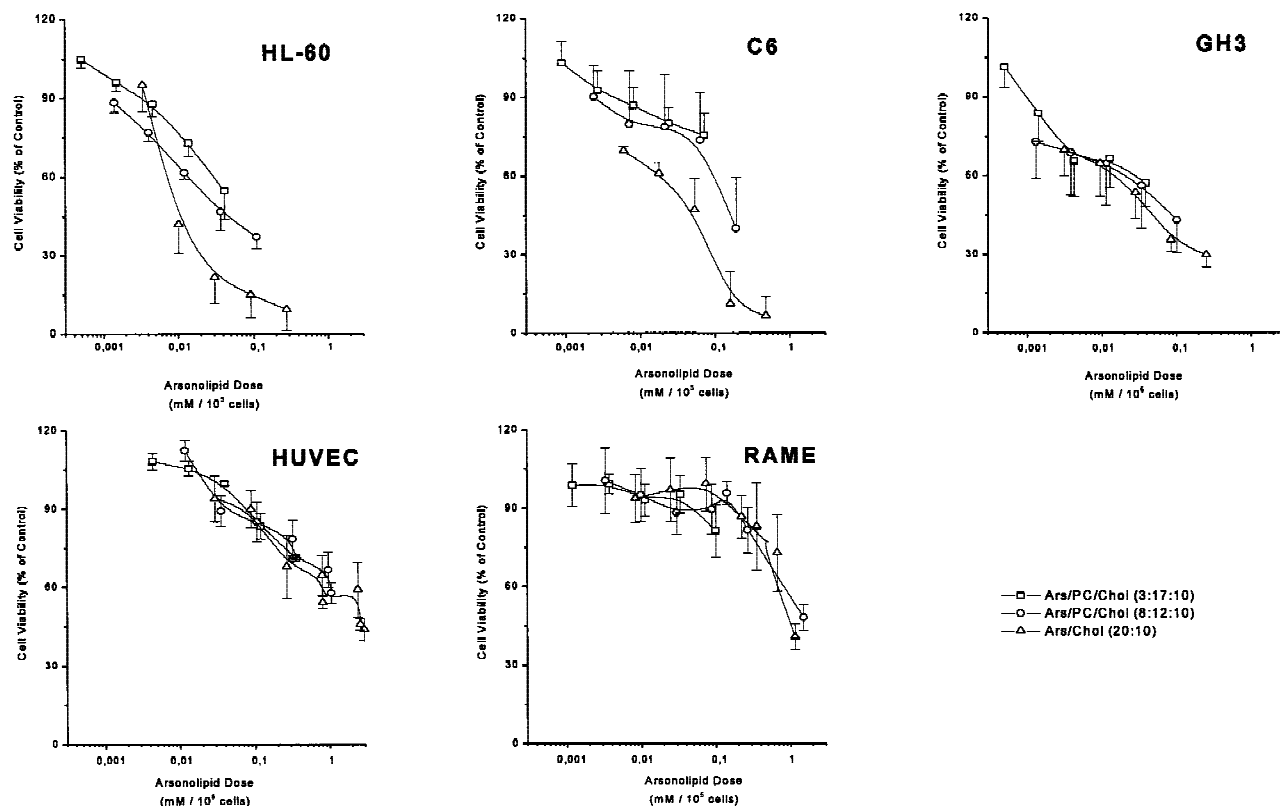 120
90
60
30
0
Cell Viability (% of Control)
HL-60
0,001
0,01
0,1
1
Arsonolipid Dose
(mM / 10³ cells)
120
90
60
30
0
Cell Viability (% of Control)
C6
0,001
0,01
0,1
1
Arsonolipid Dose
(mM / 10⁵ cells)
120
90
60
30
0
Cell Viability (% of Control)
GH3
0,001
0,01
0,1
1
Arsonolipid Dose
(mM / 10⁶ cells)
120
90
60
30
0
Cell Viability (% of Control)
HUVEC
0,001
0,01
0,1
1
Arsonolipid Dose
(mM / 10⁶ cells)
120
90
60
30
0
Cell Viability (% of Control)
RAME
0,001
0,01
0,1
1
Arsonolipid Dose
(mM / 10⁵ cells)
Ars/PC/Chol (3:17:10)
Ars/PC/Chol (8:12:10)
Ars/Chol (20:10)